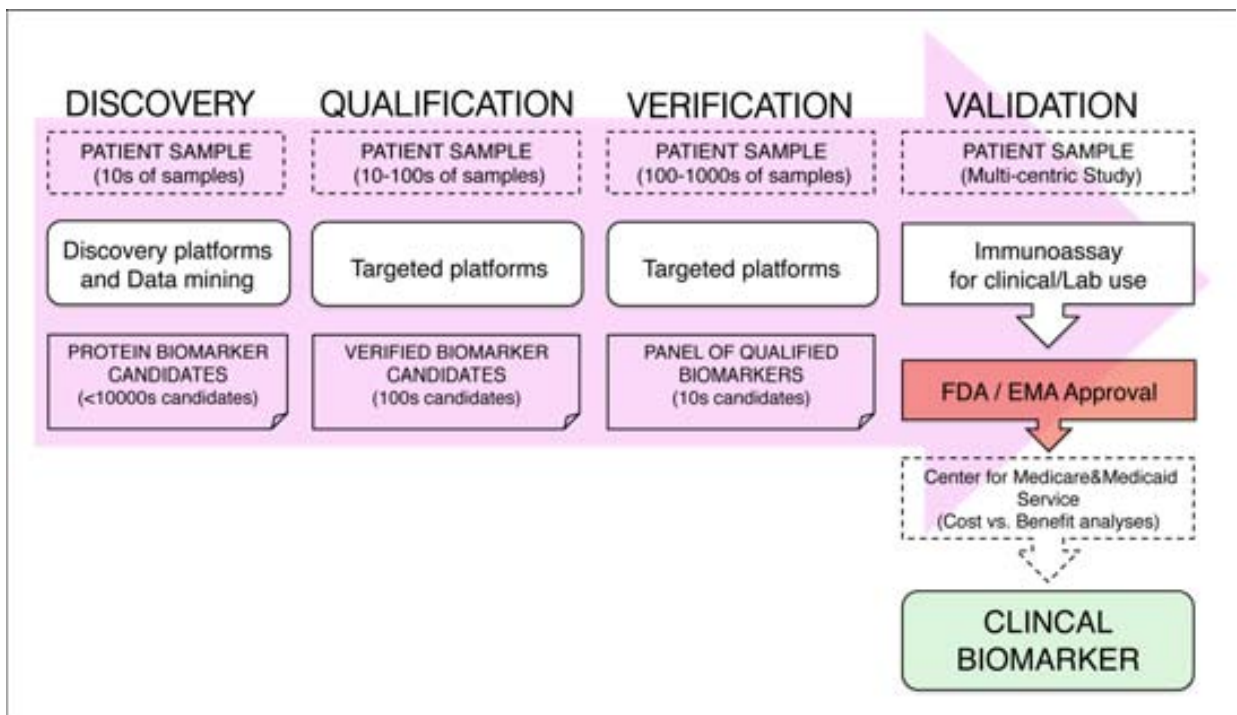 DISCOVERY
PATIENT SAMPLE
(10s of samples)
Discovery platforms
and Data mining
PROTEIN BIOMARKER
CANDIDATES
(<10000s candidates)
QUALIFICATION
PATIENT SAMPLE
(10-100s of samples)
Targeted platforms
VERIFIED BIOMARKER
CANDIDATES
(100s candidates)
VERIFICATION
PATIENT SAMPLE
(100-1000s of samples)
Targeted platforms
PANEL OF QUALIFIED
BIOMARKERS
(10s candidates)
VALIDATION
PATIENT SAMPLE
(Multi-centric Study)
Immunoassay
for clinical/Lab use
FDA / EMA Approval
Center for Medicare&Medicaid
Service
(Cost vs. Benefit analyses)
CLINCAL
BIOMARKER